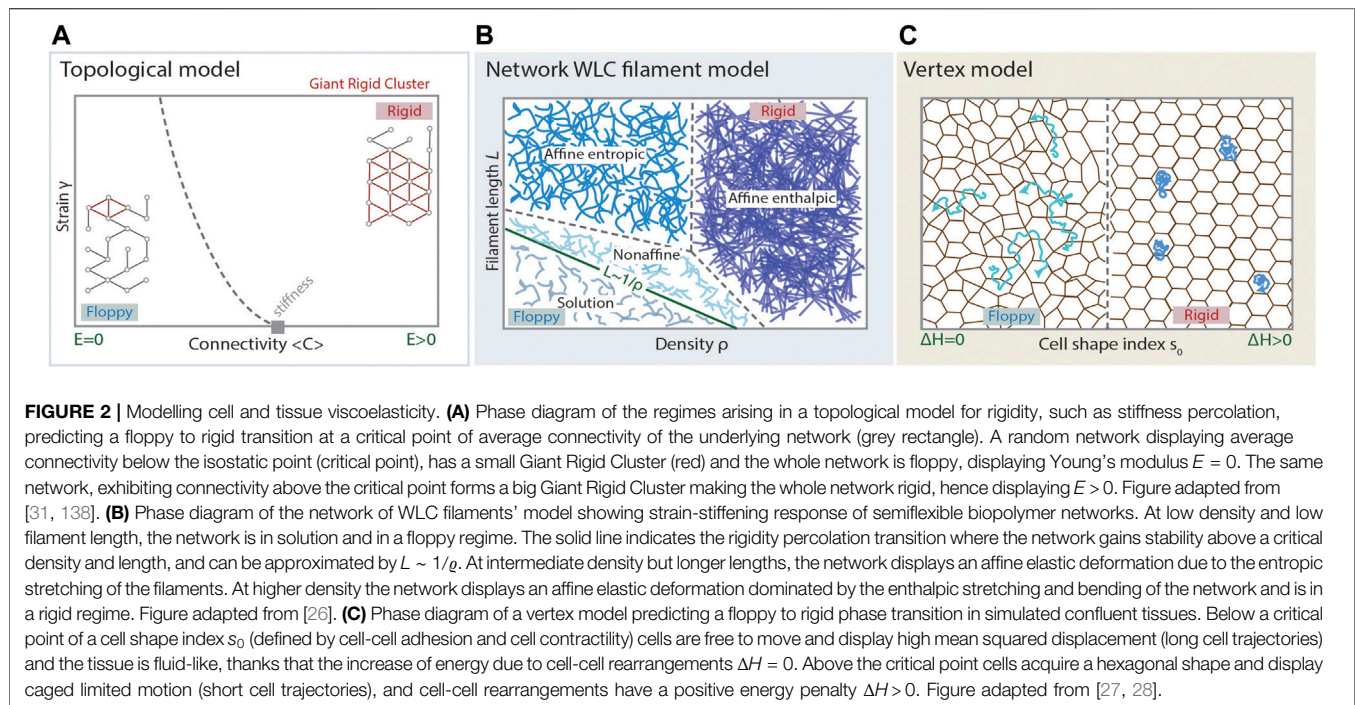 A
Topological model
Giant Rigid Cluster
Rigid
Strain γ
stiffness
Floppy
E=0
Connectivity <C>
E>0
B
Network WLC filament model
Rigid
Affine entropic
Affine enthalpic
Filament length L
Nonaffine
L~1/ρ
Solution
Floppy
Density ρ
C
Vertex model
Floppy
Rigid
ΔH=0
Cell shape index s₀
ΔH>0
FIGURE 2 | Modelling cell and tissue viscoelasticity. (A) Phase diagram of the regimes arising in a topological model for rigidity, such as stiffness percolation,
predicting a floppy to rigid transition at a critical point of average connectivity of the underlying network (grey rectangle). A random network displaying average
connectivity below the isostatic point (critical point), has a small Giant Rigid Cluster (red) and the whole network is floppy, displaying Young's modulus E = 0. The same
network, exhibiting connectivity above the critical point forms a big Giant Rigid Cluster making the whole network rigid, hence displaying E > 0. Figure adapted from
[31, 138]. (B) Phase diagram of the network of WLC filaments' model showing strain-stiffening response of semiflexible biopolymer networks. At low density and low
filament length, the network is in solution and in a floppy regime. The solid line indicates the rigidity percolation transition where the network gains stability above a critical
density and length, and can be approximated by L ~ 1/ϱ. At intermediate density but longer lengths, the network displays an affine elastic deformation due to the entropic
stretching of the filaments. At higher density the network displays an affine elastic deformation dominated by the enthalpic stretching and bending of the network and is in
a rigid regime. Figure adapted from [26]. (C) Phase diagram of a vertex model predicting a floppy to rigid phase transition in simulated confluent tissues. Below a critical
point of a cell shape index s₀ (defined by cell-cell adhesion and cell contractility) cells are free to move and display high mean squared displacement (long cell trajectories)
and the tissue is fluid-like, thanks that the increase of energy due to cell-cell rearrangements ΔH = 0. Above the critical point cells acquire a hexagonal shape and display
caged limited motion (short cell trajectories), and cell-cell rearrangements have a positive energy penalty ΔH > 0. Figure adapted from [27, 28].